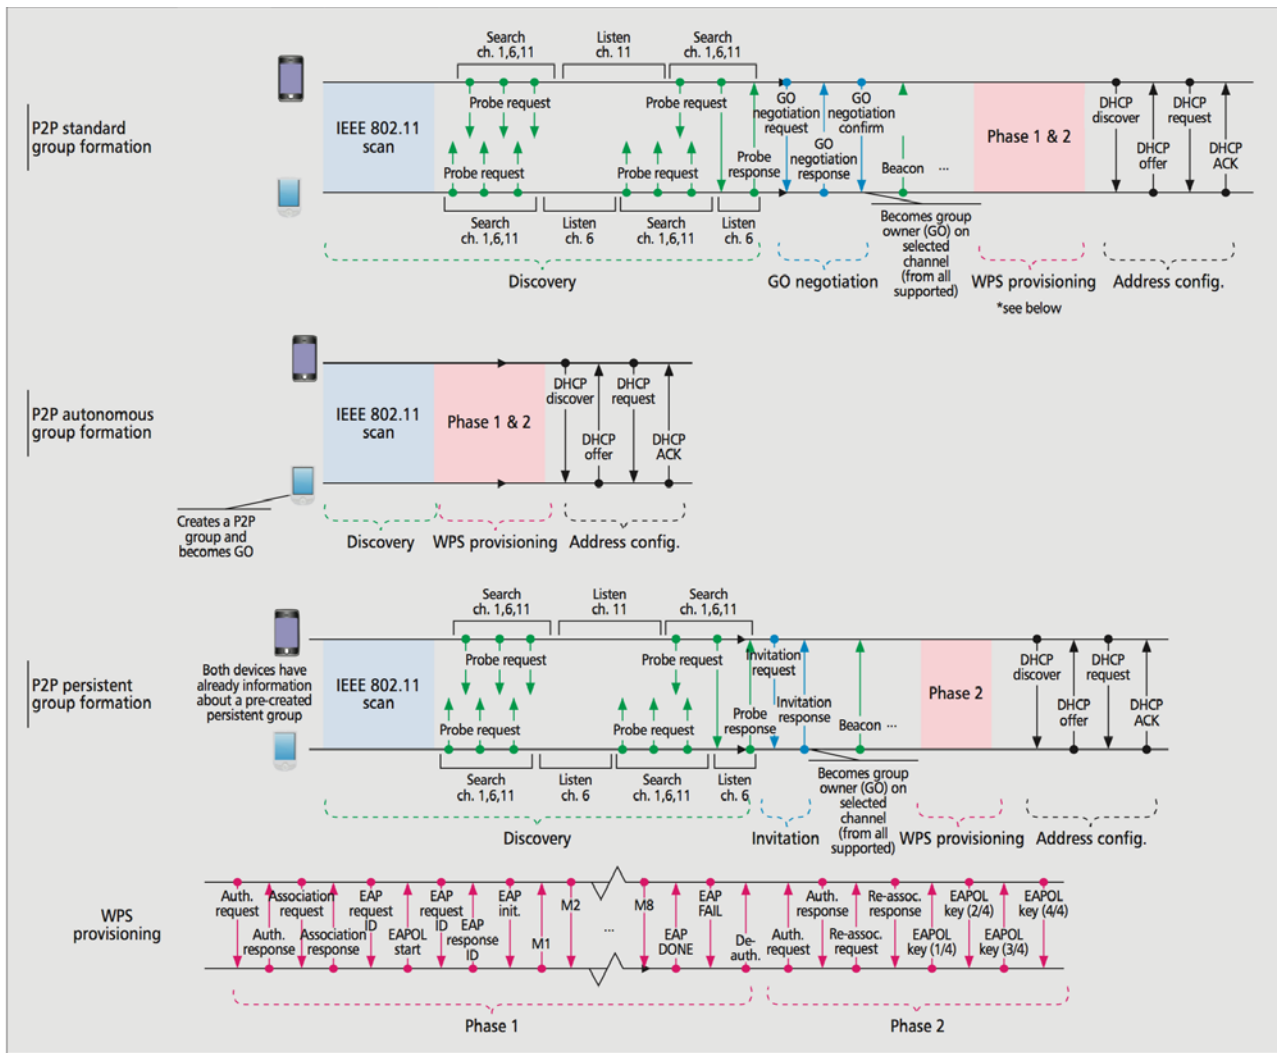 Search
ch. 1,6,11
Listen
ch. 11
Search
ch. 1,6,11
P2P standard
group formation
IEEE 802.11
scan
Probe request
Probe request
Probe request
Probe request
Probe
response
GO
negotiation
request
GO
negotiation
response
GO
negotiation
confirm
Beacon
...
Phase 1 & 2
DHCP
discover
DHCP
offer
DHCP
request
DHCP
ACK
Search
ch. 1,6,11
Listen
ch. 6
Search
ch. 1,6,11
Listen
ch. 6
Becomes group
owner (GO) on
selected
channel
(from all
supported)
Discovery
GO negotiation
WPS provisioning
*see below
Address config.
P2P autonomous
group formation
IEEE 802.11
scan
Phase 1 & 2
DHCP
discover
DHCP
offer
DHCP
request
DHCP
ACK
Creates a P2P
group and
becomes GO
Discovery
WPS provisioning
Address config.
Search
ch. 1,6,11
Listen
ch. 11
Search
ch. 1,6,11
P2P persistent
group formation
Both devices have
already information
about a pre-created
persistent group
IEEE 802.11
scan
Probe request
Probe request
Probe request
Probe request
Probe
response
Invitation
request
Invitation
response
Beacon
...
Phase 2
DHCP
discover
DHCP
offer
DHCP
request
DHCP
ACK
Search
ch. 1,6,11
Listen
ch. 6
Search
ch. 1,6,11
Listen
ch. 6
Becomes group
owner (GO) on
selected
channel
(from all
supported)
Discovery
Invitation
WPS provisioning
Address config.
WPS
provisioning
Auth.
request
Auth.
response
Association
request
Association
response
EAP
request
ID
EAPOL
start
EAP
request
ID
EAP
response
ID
EAP
init.
M1
M2
...
M8
EAP
DONE
EAP
FAIL
De-
auth.
Auth.
request
Auth.
response
Re-assoc.
request
Re-assoc.
response
EAPOL
key (1/4)
EAPOL
key (2/4)
EAPOL
key (3/4)
EAPOL
key (4/4)
Phase 1
Phase 2